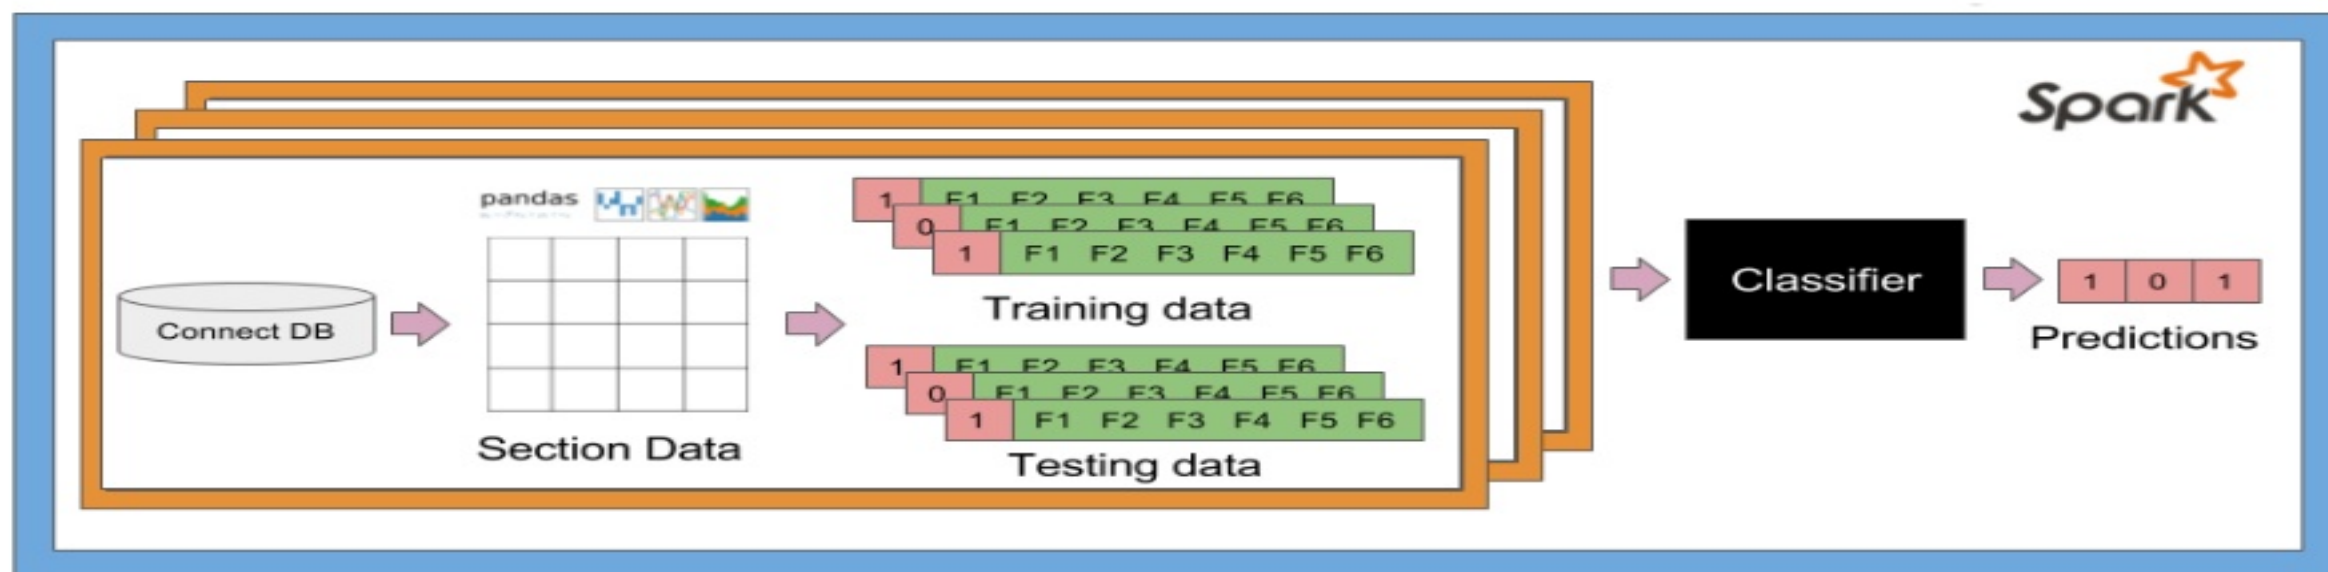 Spark
pandas
1 F1 F2 F3 F4 F5 F6
0 F1 F2 F3 F4 F5 F6
1 F1 F2 F3 F4 F5 F6
Training data
Connect DB
Section Data
1 F1 F2 F3 F4 F5 F6
0 F1 F2 F3 F4 F5 F6
1 F1 F2 F3 F4 F5 F6
Testing data
Classifier
1 0 1
Predictions